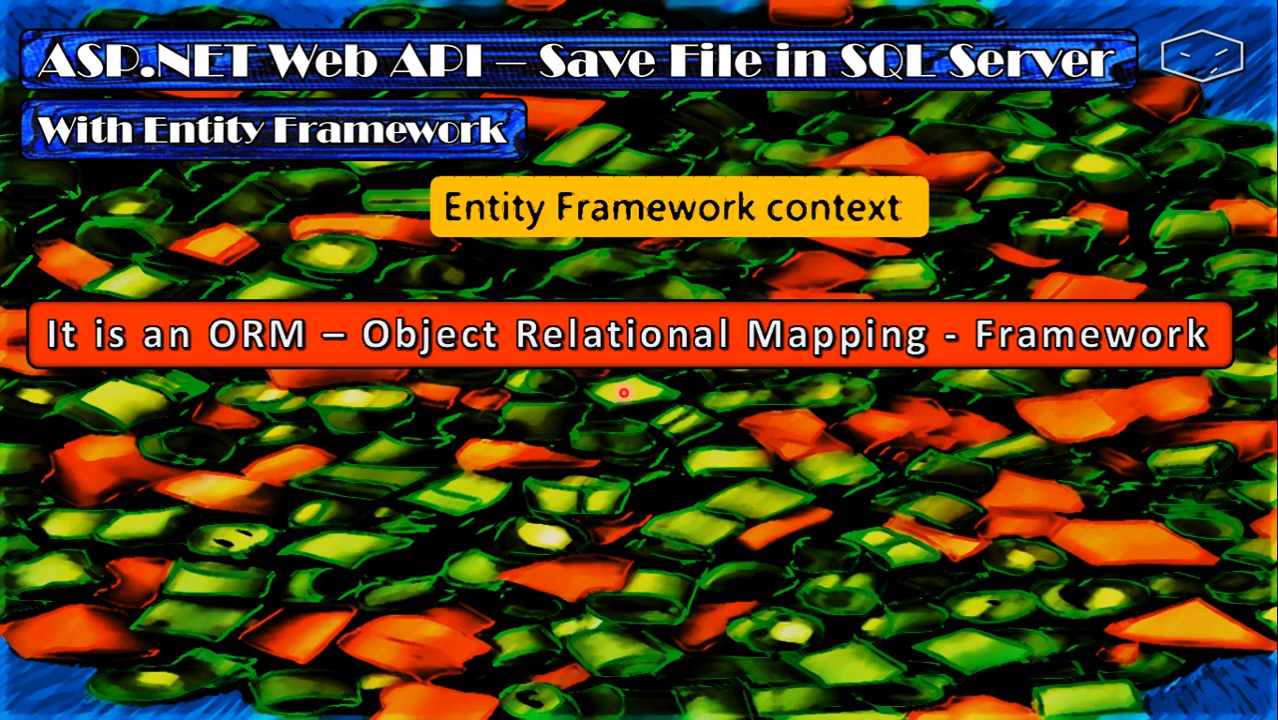 ASP.NET Web API – Save File in SQL Server
With Entity Framework
Entity Framework context
It is an ORM – Object Relational Mapping - Framework